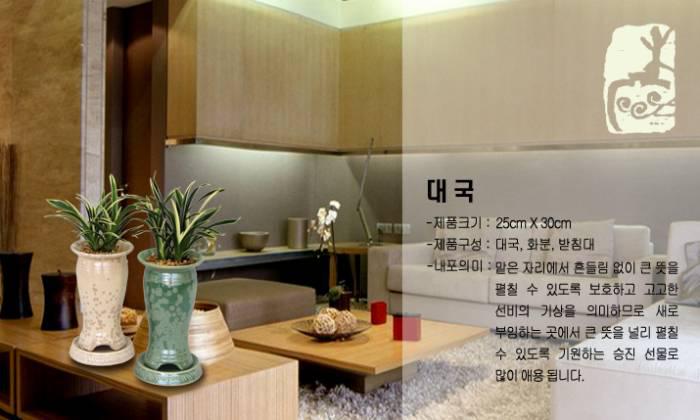 대국
-제품크기 : 25cm X 30cm
-제품구성 : 대국, 화분, 받침대
-내포의미 : 맡은 자리에서 흔들림 없이 큰 뜻을
펼칠 수 있도록 보호하고 고고한
선비의 기상을 의미하므로 새로
부임하는 곳에서 큰 뜻을 널리 펼칠
수 있도록 기원하는 승진 선물로
많이 애용 됩니다.